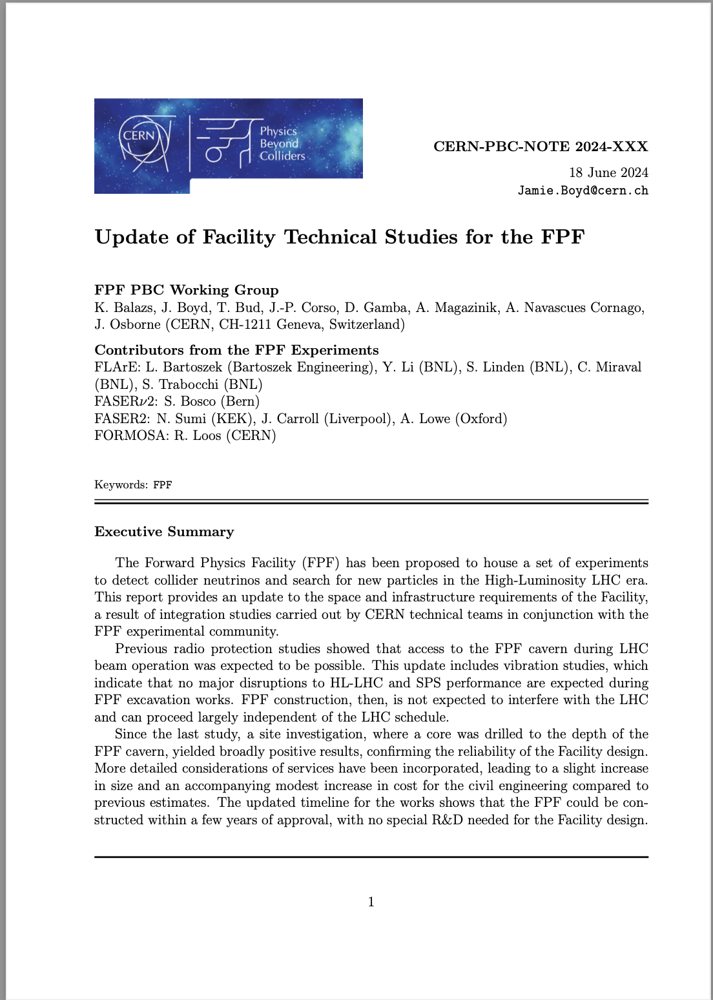 CERN
Physics
Beyond
Colliders
CERN-PBC-NOTE 2024-XXX
18 June 2024
Jamie.Boyd@cern.ch
Update of Facility Technical Studies for the FPF
FPF PBC Working Group
K. Balazs, J. Boyd, T. Bud, J.-P. Corso, D. Gamba, A. Magazinik, A. Navascues Cornago,
J. Osborne (CERN, CH-1211 Geneva, Switzerland)
Contributors from the FPF Experiments
FLArE: L. Bartoszek (Bartoszek Engineering), Y. Li (BNL), S. Linden (BNL), C. Miraval
(BNL), S. Trabocchi (BNL)
FASERν2: S. Bosco (Bern)
FASER2: N. Sumi (KEK), J. Carroll (Liverpool), A. Lowe (Oxford)
FORMOSA: R. Loos (CERN)
Keywords: FPF
Executive Summary
The Forward Physics Facility (FPF) has been proposed to house a set of experiments
to detect collider neutrinos and search for new particles in the High-Luminosity LHC era.
This report provides an update to the space and infrastructure requirements of the Facility,
a result of integration studies carried out by CERN technical teams in conjunction with the
FPF experimental community.
Previous radio protection studies showed that access to the FPF cavern during LHC
beam operation was expected to be possible. This update includes vibration studies, which
indicate that no major disruptions to HL-LHC and SPS performance are expected during
FPF excavation works. FPF construction, then, is not expected to interfere with the LHC
and can proceed largely independent of the LHC schedule.
Since the last study, a site investigation, where a core was drilled to the depth of the
FPF cavern, yielded broadly positive results, confirming the reliability of the Facility design.
More detailed considerations of services have been incorporated, leading to a slight increase
in size and an accompanying modest increase in cost for the civil engineering compared to
previous estimates. The updated timeline for the works shows that the FPF could be con-
structed within a few years of approval, with no special R&D needed for the Facility design.
1